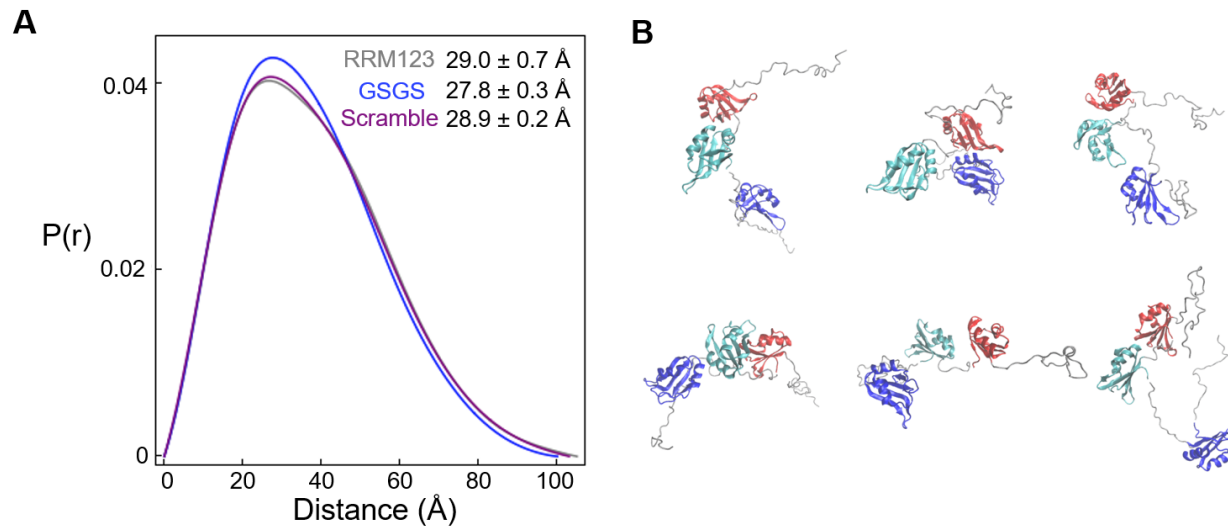 A
B
RRM123 29.0 ± 0.7 Å
GSGS 27.8 ± 0.3 Å
Scramble 28.9 ± 0.2 Å
0.04
P(r)
0.02
0
0 20 40 60 80 100
Distance (Å)